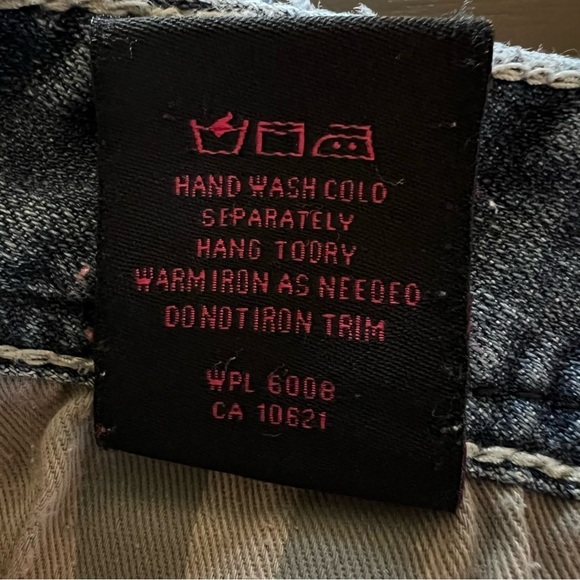 HAND WASH COLD
SEPARATELY
HANG TODRY
WARM IRON AS NEEDED
DO NOT IRON TRIM
WPL 6008
CA 10621